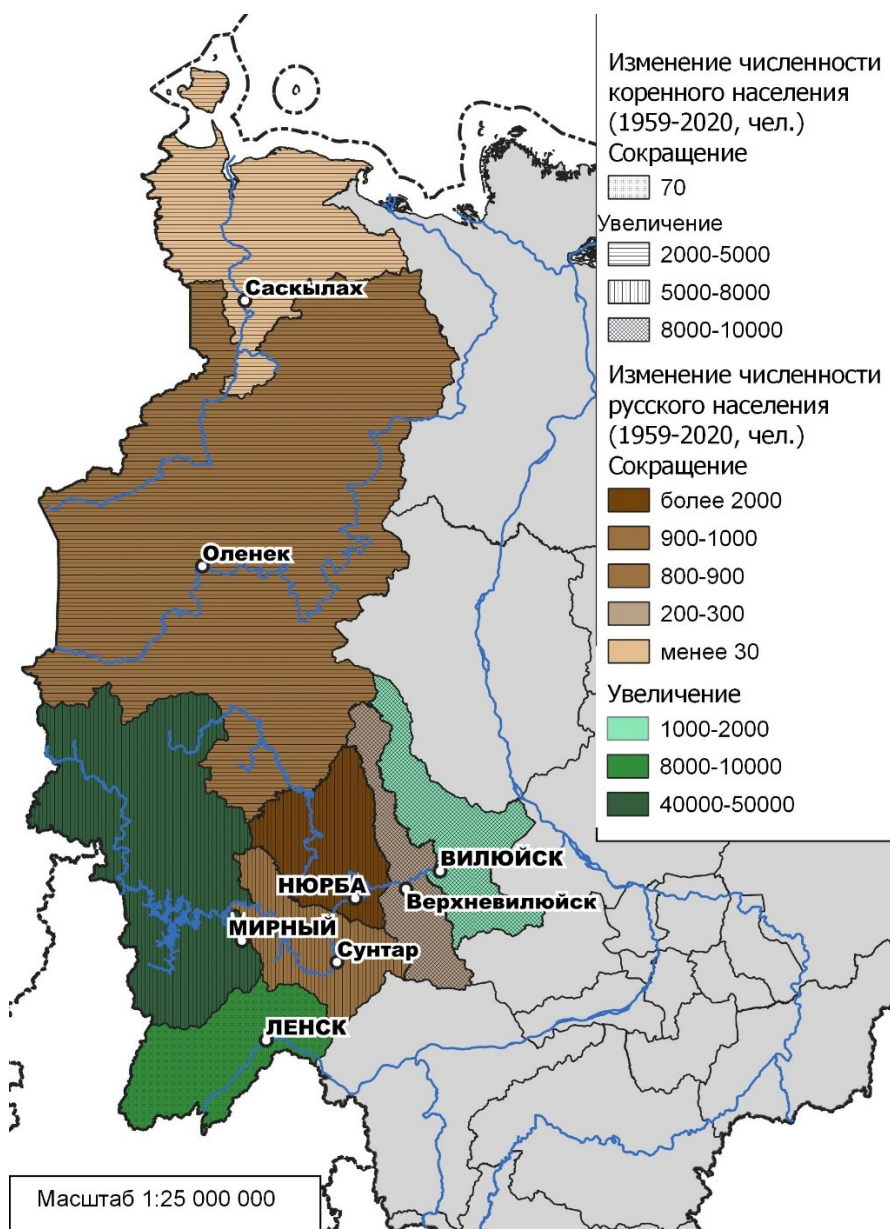 Изменение численности
коренного населения
(1959-2020, чел.)
Сокращение
70
Увеличение
2000-5000
5000-8000
8000-10000
Изменение численности
русского населения
(1959-2020, чел.)
Сокращение
более 2000
900-1000
800-900
200-300
менее 30
Увеличение
1000-2000
8000-10000
40000-50000
Саскылах
Оленек
ВИЛЮЙСК
НЮРБА
Верхневилюйск
МИРНЫЙ
Сунтар
ЛЕНСК
Масштаб 1:25 000 000